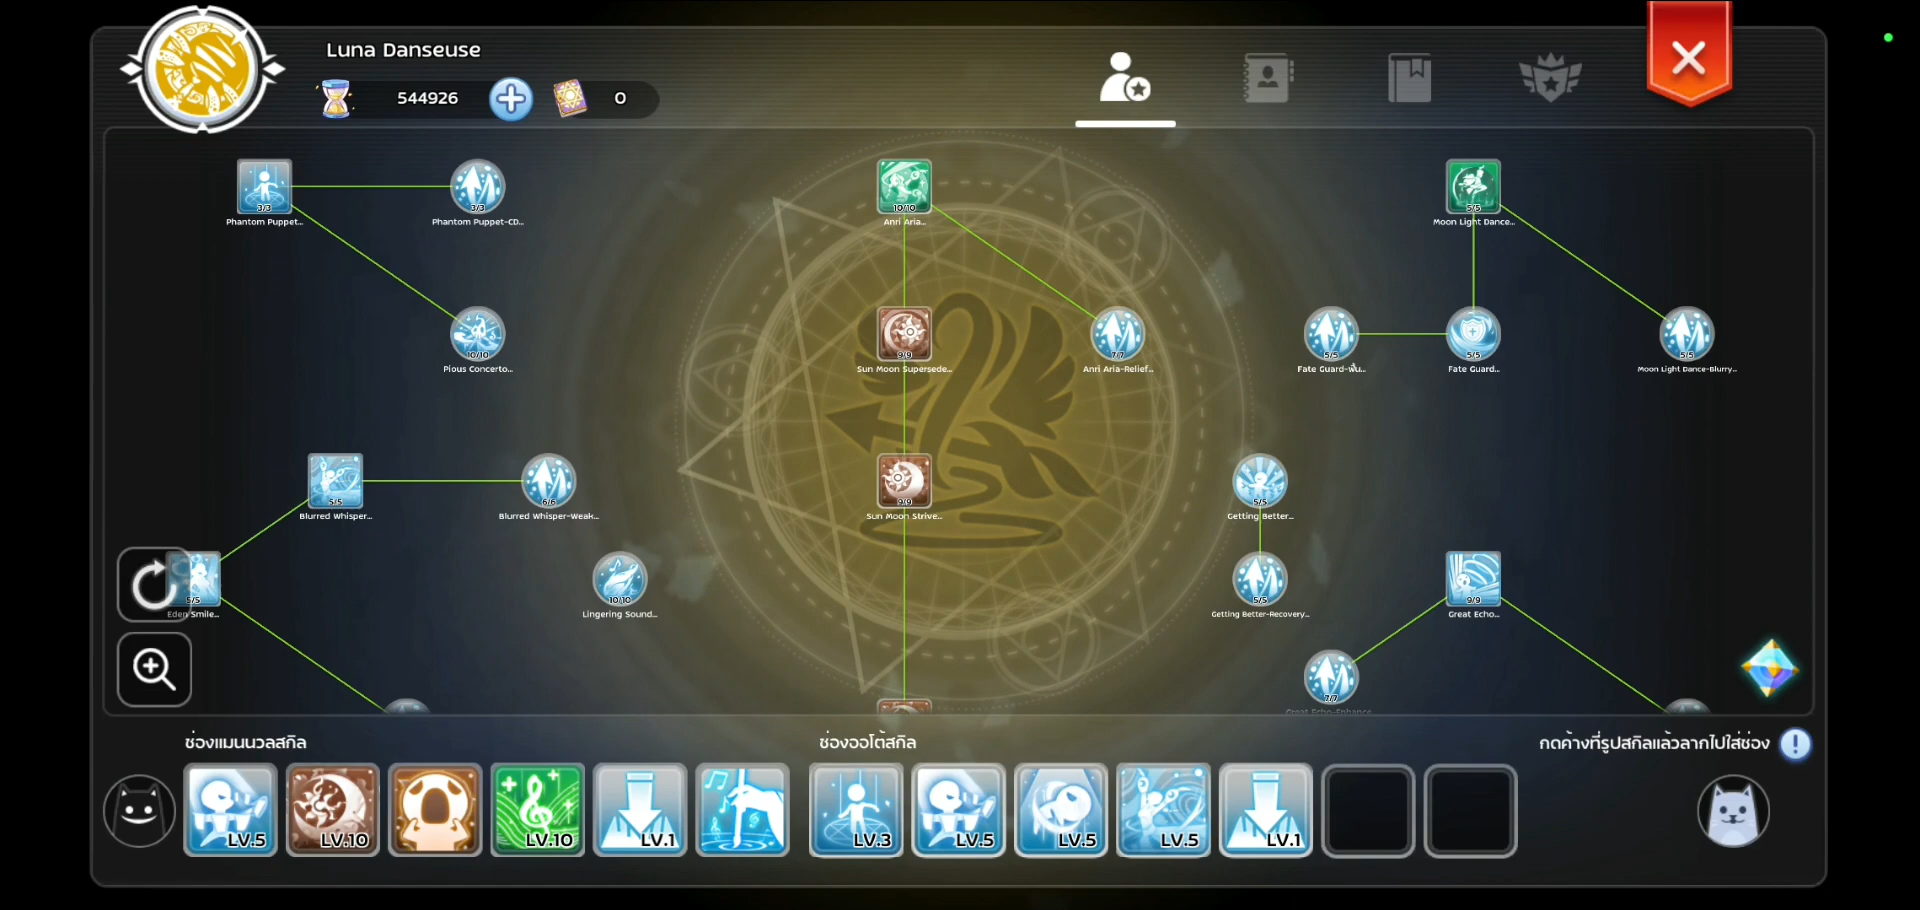 Luna Danseuse
544926
0
3/3
3/3
10/10
5/5
Phantom Puppet...
Phantom Puppet-CD...
Anri Aria...
Moon Light Dance...
10/10
9/9
7/7
5/5
5/5
5/5
Pious Concerto...
Sun Moon Supersede...
Anri Aria-Relief...
Fate Guard-ฟื้น...
Fate Guard...
Moon Light Dance-Blurry...
5/5
6/6
9/9
5/5
Blurred Whisper...
Blurred Whisper-Weak...
Sun Moon Strive...
Getting Better...
5/5
10/10
5/5
9/9
Eden Smile...
Lingering Sound...
Getting Better-Recovery...
Great Echo...
7/7
Great Echo-Enhance
ช่องแมนนวลสกิล
ช่องออโต้สกิล
กดค้างที่รูปสกิลแล้วลากไปใส่ช่อง
LV.5
LV.10
LV.10
LV.1
LV.3
LV.5
LV.5
LV.5
LV.1